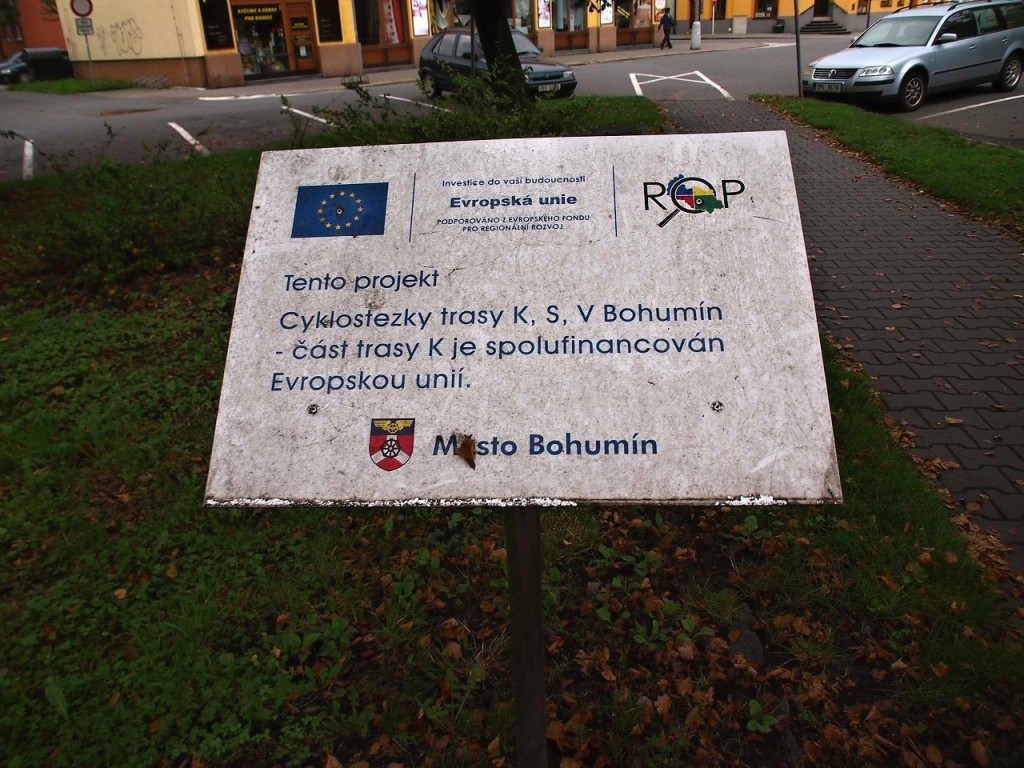 Investice do vaší budoucnosti
Evropská unie
PODPOROVÁNO Z EVROPSKÉHO FONDU
PRO REGIONÁLNÍ ROZVOJ
ROP
Tento projekt
Cyklostezky trasy K, S, V Bohumín
- část trasy K je spolufinancován
Evropskou unií.
Město Bohumín